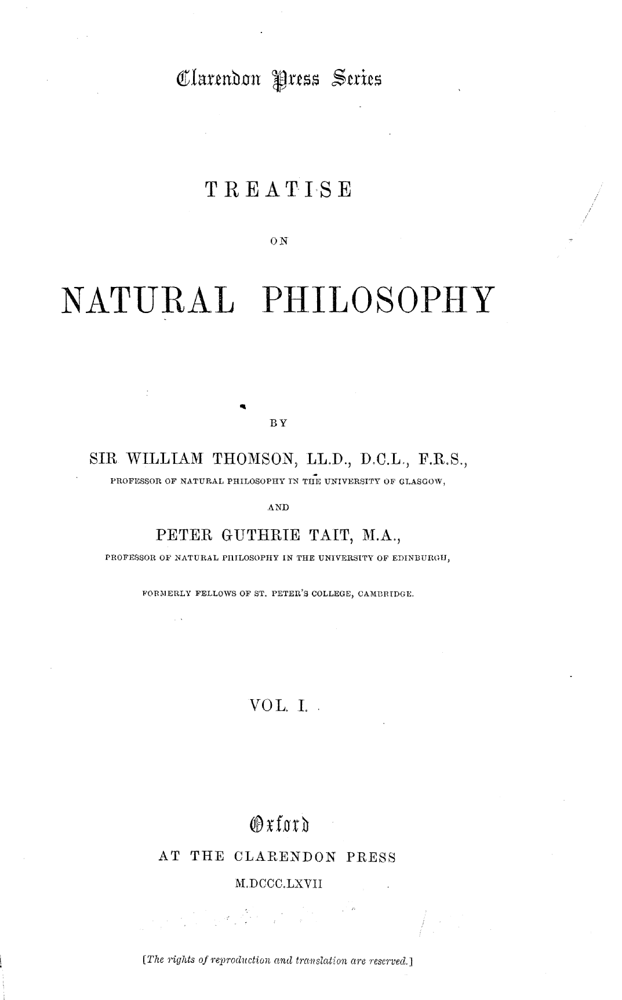 Clarendon Press Series
TREATISE
ON
NATURAL PHILOSOPHY
BY
SIR WILLIAM THOMSON, LL.D., D.C.L., F.R.S.,
PROFESSOR OF NATURAL PHILOSOPHY IN THE UNIVERSITY OF GLASGOW,
AND
PETER GUTHRIE TAIT, M.A.,
PROFESSOR OF NATURAL PHILOSOPHY IN THE UNIVERSITY OF EDINBURGH,
FORMERLY FELLOWS OF ST. PETER'S COLLEGE, CAMBRIDGE.
VOL. I.
Oxford
AT THE CLARENDON PRESS
M.DCCC.LXVII
[The rights of reproduction and translation are reserved.]